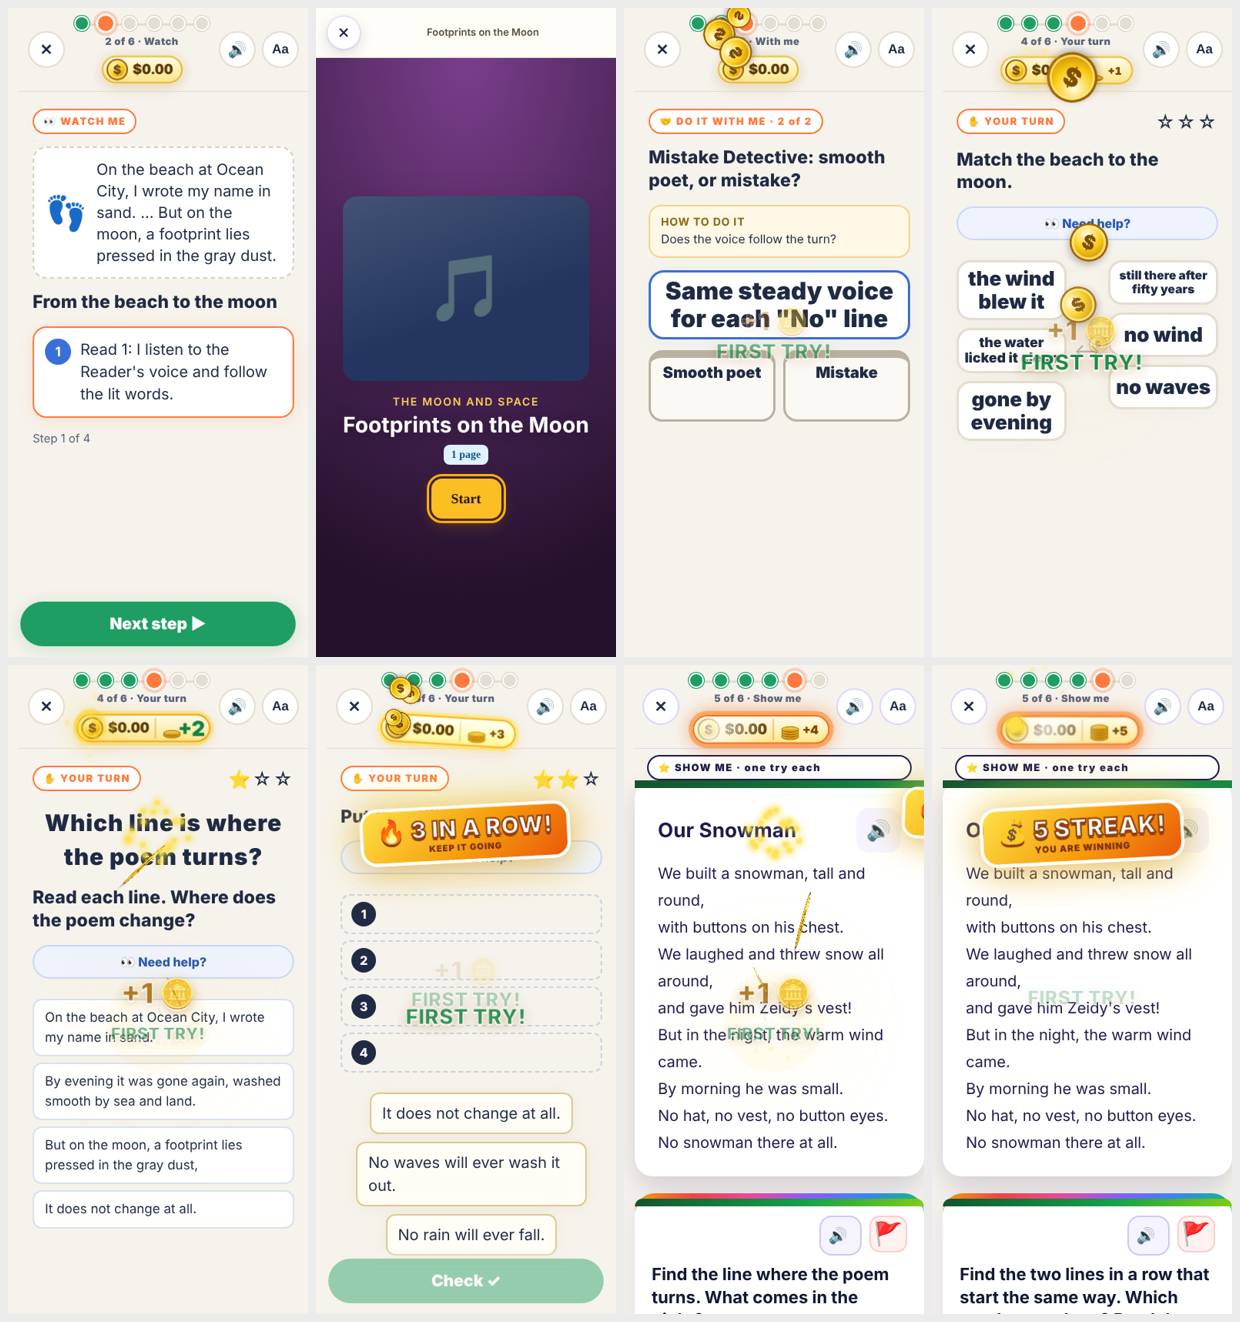 2 of 6 · Watch
✕
🔊
Aa
$0.00
👀 WATCH ME
On the beach at Ocean
City, I wrote my name in
sand. ... But on the
moon, a footprint lies
pressed in the gray dust.
From the beach to the moon
1
Read 1: I listen to the
Reader's voice and follow
the lit words.
Step 1 of 4
Next step ▶
✕
Footprints on the Moon
THE MOON AND SPACE
Footprints on the Moon
1 page
Start
With me
✕
Aa
$0.00
DO IT WITH ME · 2 of 2
Mistake Detective: smooth
poet, or mistake?
HOW TO DO IT
Does the voice follow the turn?
Same steady voice
for each "No" line
FIRST TRY!
Smooth poet
Mistake
4 of 6 · Your turn
✕
Aa
+1
YOUR TURN
☆ ☆ ☆
Match the beach to the
moon.
👀 Need help?
the wind
blew it
still there after
fifty years
+1
no wind
the water
licked it
FIRST TRY!
no waves
gone by
evening
4 of 6 · Your turn
✕
Aa
$0.00
+2
YOUR TURN
Which line is where
the poem turns?
Read each line. Where does
the poem change?
👀 Need help?
+1
On the beach at Ocean City, I wrote
my name in sand.
FIRST TRY!
By evening it was gone again, washed
smooth by sea and land.
But on the moon, a footprint lies
pressed in the gray dust,
It does not change at all.
of 6 · Your turn
✕
Aa
$0.00
+3
YOUR TURN
3 IN A ROW!
KEEP IT GOING
1
2
+1
3
FIRST TRY!
FIRST TRY!
4
It does not change at all.
No waves will ever wash it
out.
No rain will ever fall.
Check ✓
5 of 6 · Show me
✕
Aa
$0.00
+4
SHOW ME · one try each
Our Snowman
We built a snowman, tall and
round,
with buttons on his chest.
We laughed and threw snow all
around,
and gave him Zeidy's vest!
+1
FIRST TRY!
But in the night, the warm wind
came.
By morning he was small.
No hat, no vest, no button eyes.
No snowman there at all.
Find the line where the poem
turns. What comes in the
5 of 6 · Show me
✕
Aa
$0.00
+5
SHOW ME · one try each
5 STREAK!
YOU ARE WINNING
We built a snowman, tall and
round,
with buttons on his chest.
We laughed and threw snow all
around,
FIRST TRY!
and gave him Zeidy's vest!
But in the night, the warm wind
came.
By morning he was small.
No hat, no vest, no button eyes.
No snowman there at all.
Find the two lines in a row that
start the same way. Which